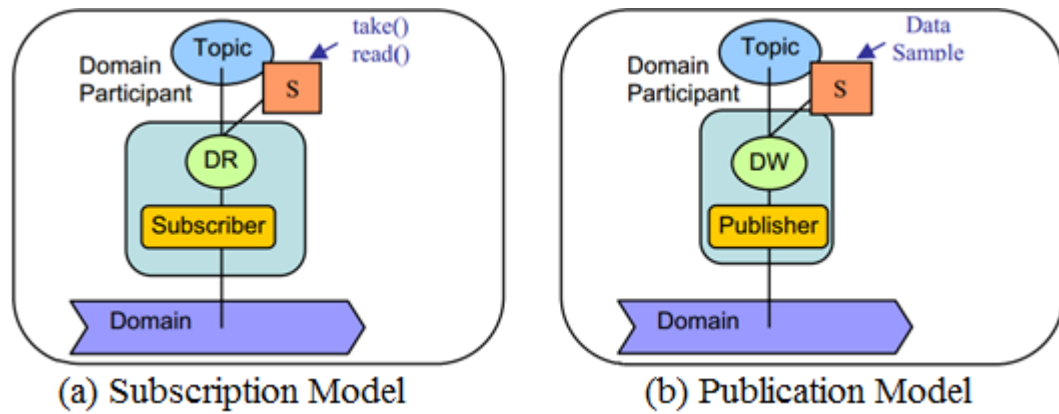 Topic
take()
read()
Domain
Participant
S
DR
Subscriber
Domain
(a) Subscription Model
Topic
Data
Sample
Domain
Participant
S
DW
Publisher
Domain
(b) Publication Model